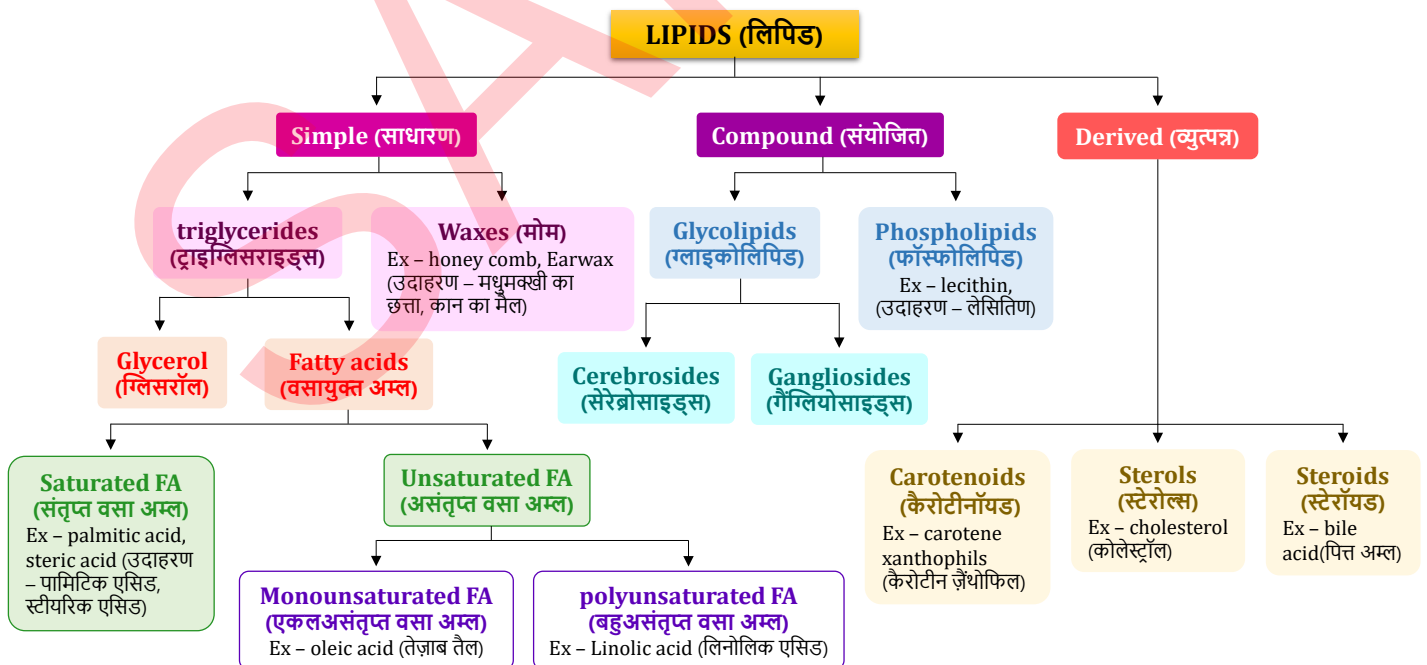 LIPIDS (लिपिड)
Simple (साधारण)
Compound (संयोजित)
Derived (व्युत्पन्न)
triglycerides
(ट्राइग्लिसराइड्स)
Waxes (मोम)
Ex – honey comb, Earwax
(उदाहरण – मधुमक्खी का
छत्ता, कान का मैल)
Glycolipids
(ग्लाइकोलिपिड)
Phospholipids
(फॉस्फोलिपिड)
Ex – lecithin,
(उदाहरण – लेसितिण)
Glycerol
(ग्लिसरॉल)
Fatty acids
(वसायुक्त अम्ल)
Cerebrosides
(सेरेब्रोसाइड्स)
Gangliosides
(गैंग्लियोसाइड्स)
Saturated FA
(संतृप्त वसा अम्ल)
Ex – palmitic acid,
steric acid (उदाहरण
– पामिटिक एसिड,
स्टीयरिक एसिड)
Unsaturated FA
(असंतृप्त वसा अम्ल)
Carotenoids
(कैरोटीनॉयड)
Ex – carotene
xanthophils
(कैरोटीन ज़ैंथोफिल)
Sterols
(स्टेरोल्स)
Ex – cholesterol
(कोलेस्ट्रॉल)
Steroids
(स्टेरॉयड)
Ex – bile
acid(पित्त अम्ल)
Monounsaturated FA
(एकलअसंतृप्त वसा अम्ल)
Ex – oleic acid (तेज़ाब तैल)
polyunsaturated FA
(बहुअसंतृप्त वसा अम्ल)
Ex – Linolic acid (लिनोलिक एसिड)